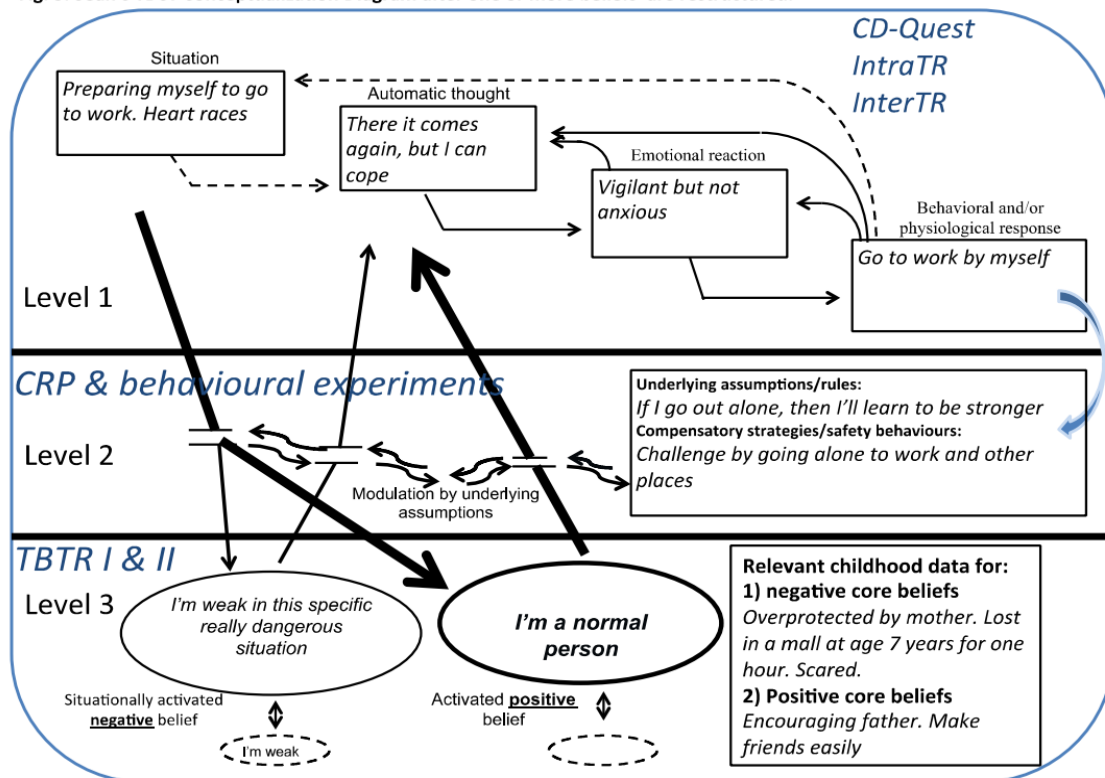 CD-Quest
IntraTR
InterTR
Situation
Preparing myself to go
to work. Heart races
Automatic thought
There it comes
again, but I can
cope
Emotional reaction
Vigilant but not
anxious
Behavioral and/or
physiological response
Go to work by myself
Level 1
CRP & behavioural experiments
Level 2
Modulation by underlying
assumptions
Underlying assumptions/rules:
If I go out alone, then I'll learn to be stronger
Compensatory strategies/safety behaviours:
Challenge by going alone to work and other
places
TBTR I & II
Level 3
I'm weak in this specific
really dangerous
situation
Situationally activated
negative belief
I'm weak
I'm a normal
person
Activated positive
belief
Relevant childhood data for:
1) negative core beliefs
Overprotected by mother. Lost
in a mall at age 7 years for one
hour. Scared.
2) Positive core beliefs
Encouraging father. Make
friends easily